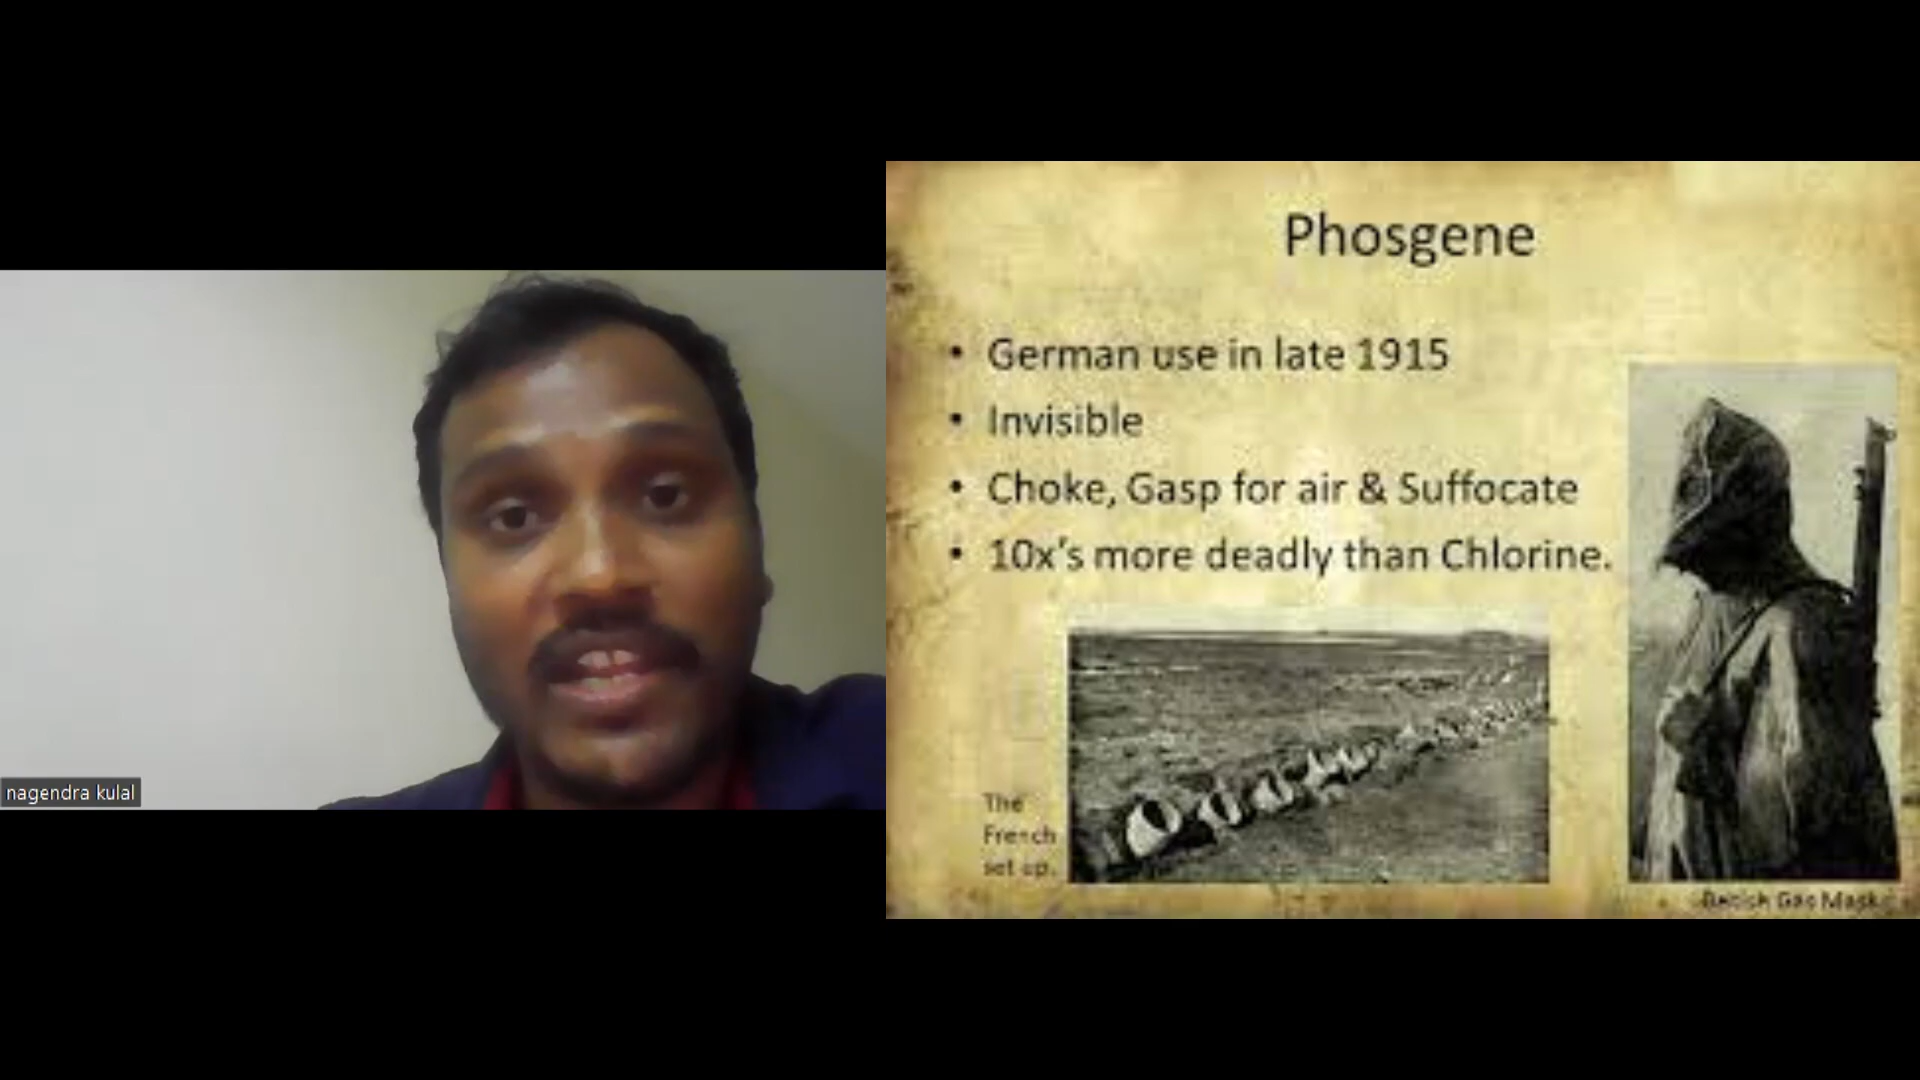 nagendra kulal
Phosgene
• German use in late 1915
• Invisible
• Choke, Gasp for air & Suffocate
• 10x's more deadly than Chlorine.
The
French
set up.
Gas Mask